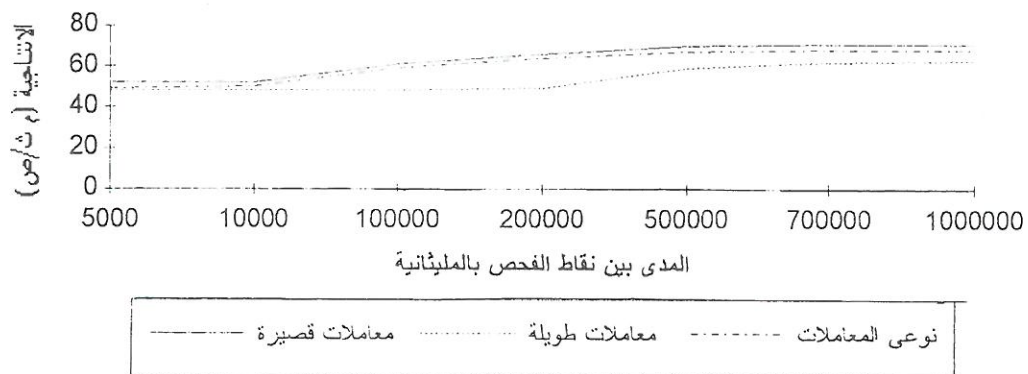 الانتاجية (م ث/ص)
80
60
40
20
0
5000 10000 100000 200000 500000 700000 1000000
المدى بين نقاط الفحص بالمليثانية
نوعى المعاملات معاملات طويلة معاملات قصيرة